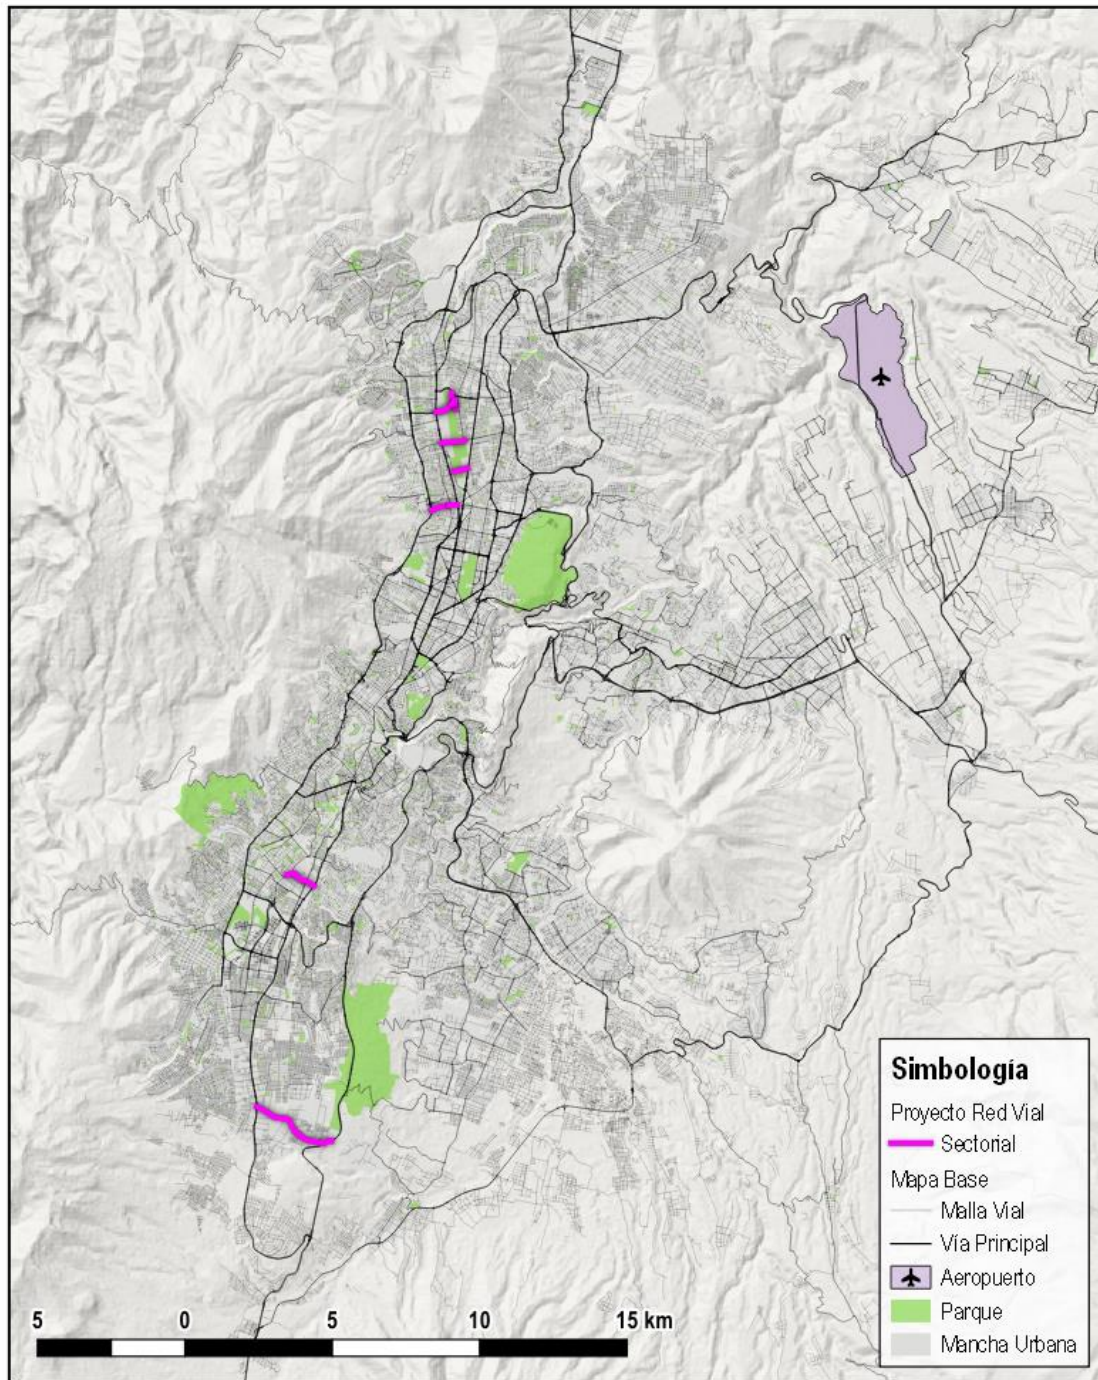 Simbología
Proyecto Red Vial
Sectorial
Mapa Base
Malla Vial
Vía Principal
Aeropuerto
Parque
Mancha Urbana
5 0 5 10 15 km